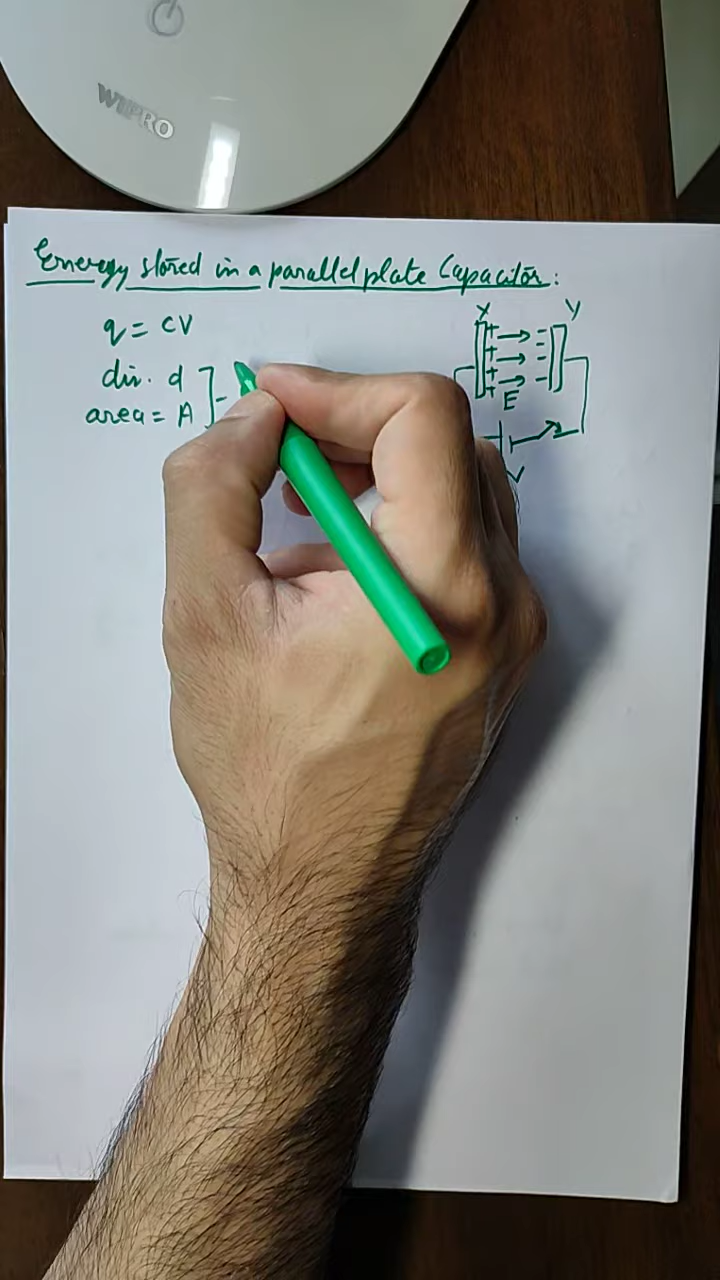 WIPRO
Energy stored in a parallel plate Capacitor:
q = CV
dis. d
area = A
X
Y
+ + + +
- - - -
E
V